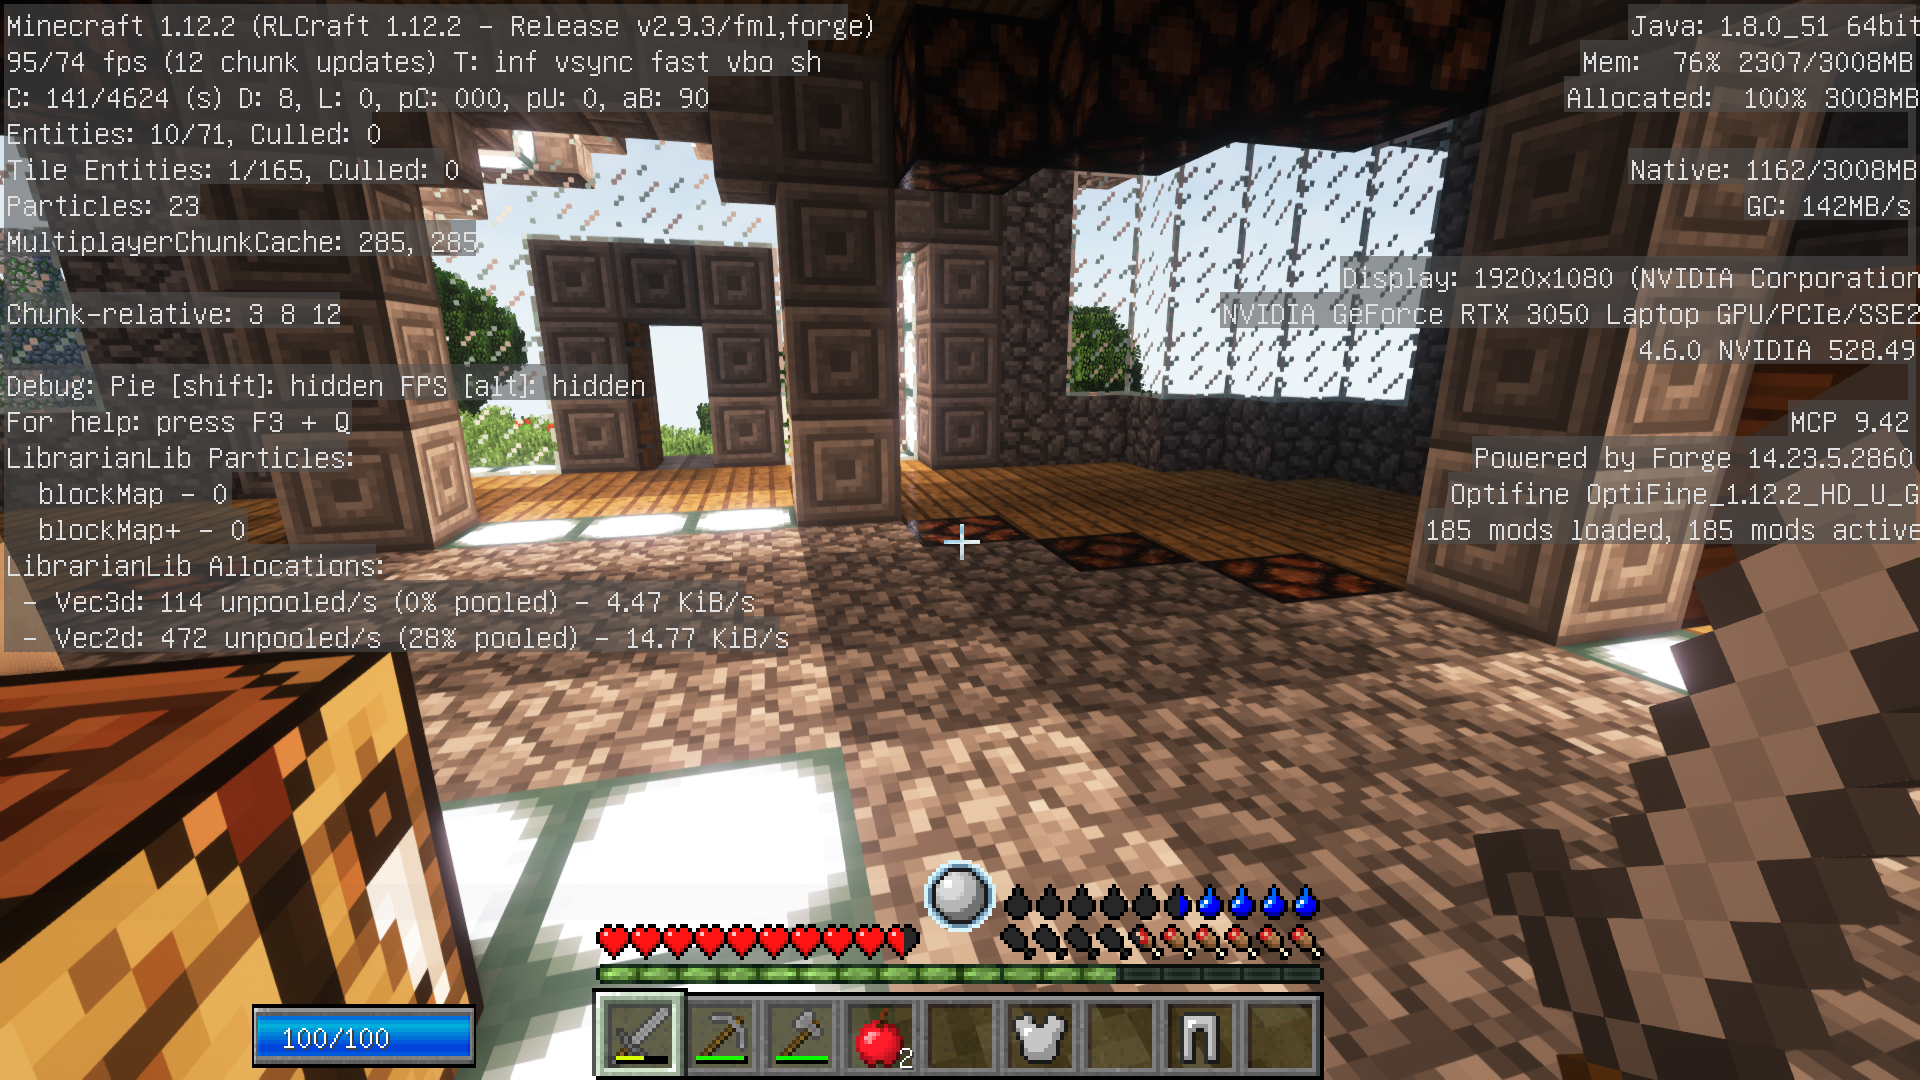 Minecraft 1.12.2 (RLCraft 1.12.2 - Release v2.9.3/fml,forge)
95/74 fps (12 chunk updates) T: inf vsync fast vbo sh
C: 141/4624 (s) D: 8, L: 0, pC: 000, pU: 0, aB: 90
Entities: 10/71, Culled: 0
Tile Entities: 1/165, Culled: 0
Particles: 23
MultiplayerChunkCache: 285, 285
Chunk-relative: 3 8 12
Debug: Pie [shift]: hidden FPS [alt]: hidden
For help: press F3 + Q
LibrarianLib Particles:
blockMap - 0
blockMap+ - 0
LibrarianLib Allocations:
- Vec3d: 114 unpooled/s (0% pooled) - 4.47 KiB/s
- Vec2d: 472 unpooled/s (28% pooled) - 14.77 KiB/s
Java: 1.8.0_51 64bit
Mem: 76% 2307/3008MB
Allocated: 100% 3008MB
Native: 1162/3008MB
GC: 142MB/s
Display: 1920x1080 (NVIDIA Corporation
NVIDIA GeForce RTX 3050 Laptop GPU/PCIe/SSE2
4.6.0 NVIDIA 528.49
MCP 9.42
Powered by Forge 14.23.5.2860
Optifine OptiFine_1.12.2_HD_U_G
185 mods loaded, 185 mods active
100/100
2